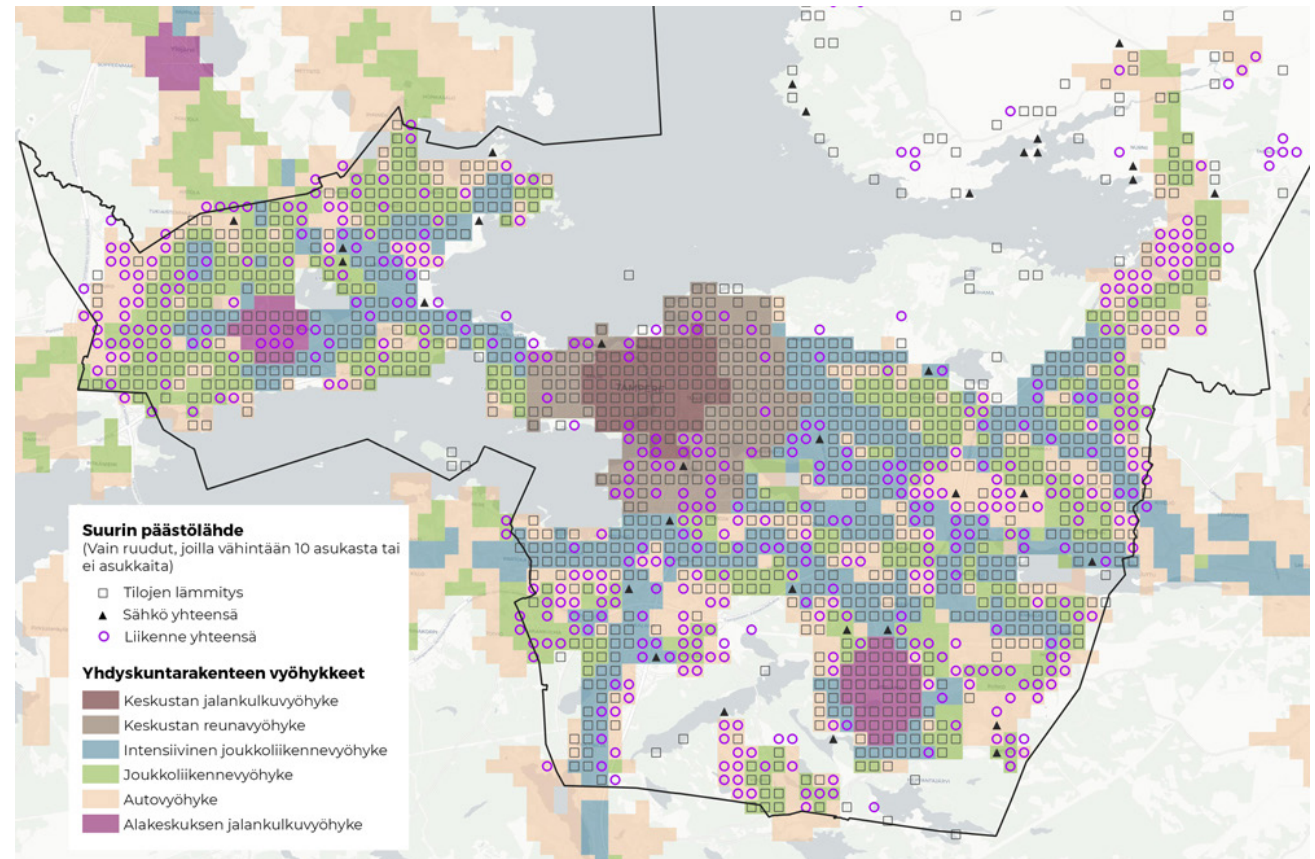 TAMPERE
Suurin päästölähde
(Vain ruudut, joilla vähintään 10 asukasta tai
ei asukkaita)
Tilojen lämmitys
Sähkö yhteensä
Liikenne yhteensä
Yhdyskuntarakenteen vyöhykkeet
Keskustan jalankulkuvyöhyke
Keskustan reunavyöhyke
Intensiivinen joukkoliikennevyöhyke
Joukkoliikennevyöhyke
Autovyöhyke
Alakeskuksen jalankulkuvyöhyke